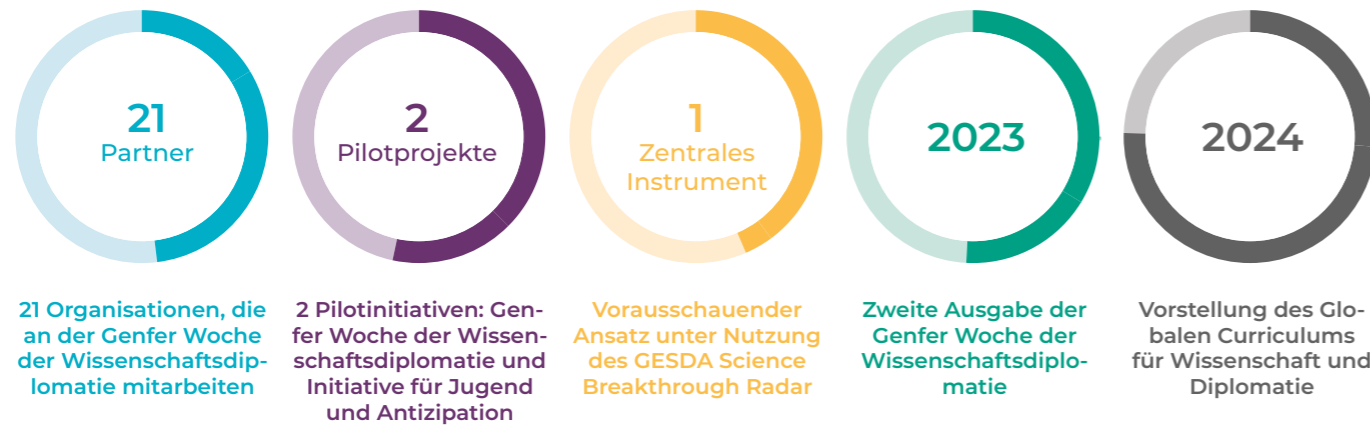 21
Partner
2
Pilotprojekte
1
Zentrales
Instrument
2023
2024
21 Organisationen, die
an der Genfer Woche
der Wissenschaftsdip-
lomatie mitarbeiten
2 Pilotinitiativen: Gen-
fer Woche der Wissen-
schaftsdiplomatie und
Initiative für Jugend
und Antizipation
Vorausschauender
Ansatz unter Nutzung
des GESDA Science
Breakthrough Radar
Zweite Ausgabe der
Genfer Woche der
Wissenschaftsdiplo-
matie
Vorstellung des Glo-
balen Curriculums
für Wissenschaft und
Diplomatie